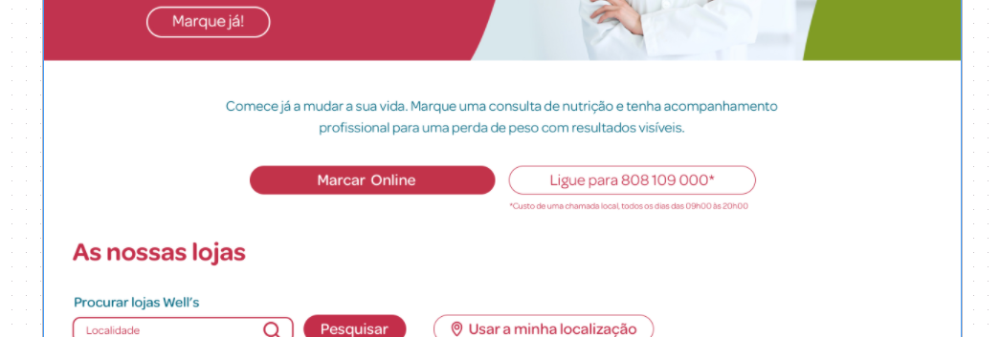 Marque já!
Comece já a mudar a sua vida. Marque uma consulta de nutrição e tenha acompanhamento
profissional para uma perda de peso com resultados visíveis.
Marcar Online
Ligue para 808 109 000*
*Custo de uma chamada local, todos os dias das 09h00 às 20h00
As nossas lojas
Procurar lojas Well's
Localidade
Pesquisar
Usar a minha localização